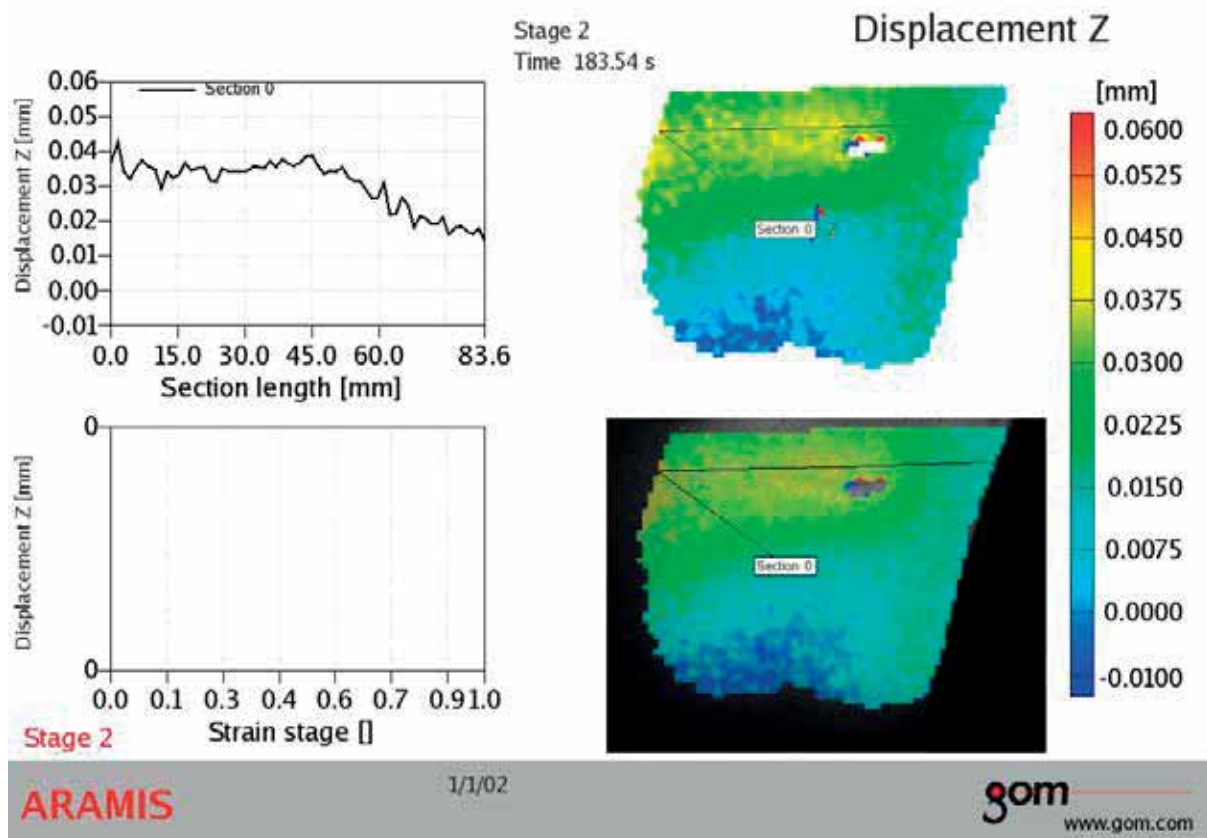 Stage 2
Time 183.54 s
Displacement Z
Displacement Z [mm]
0.06
0.05
0.04
0.03
0.02
0.01
0.00
-0.01
Section 0
0.0 15.0 30.0 45.0 60.0 83.6
Section length [mm]
Section 0
[mm]
0.0600
0.0525
0.0450
0.0375
0.0300
0.0225
0.0150
0.0075
0.0000
-0.0100
Displacement Z [mm]
0
0
0.0 0.1 0.3 0.4 0.6 0.7 0.91.0
Strain stage []
Section 0
Stage 2
ARAMIS
1/1/02
gom
www.gom.com